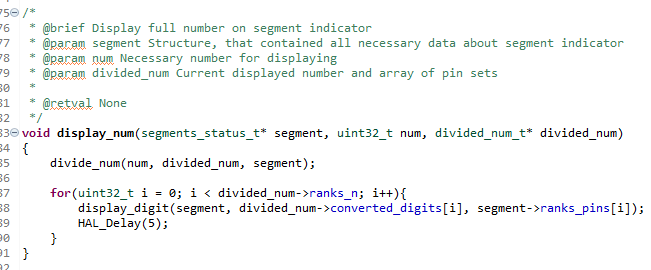 75 /*
76 * @brief Display full number on segment indicator
77 * @param segment Structure, that contained all necessary data about segment indicator
78 * @param num Necessary number for displaying
79 * @param divided_num Current displayed number and array of pin sets
80 *
81 * @retval None
82 */
83 void display_num(segments_status_t* segment, uint32_t num, divided_num_t* divided_num)
84 {
85 divide_num(num, divided_num, segment);
86
87 for(uint32_t i = 0; i < divided_num->ranks_n; i++){
88 display_digit(segment, divided_num->converted_digits[i], segment->ranks_pins[i]);
89 HAL_Delay(5);
90 }
91 }
92